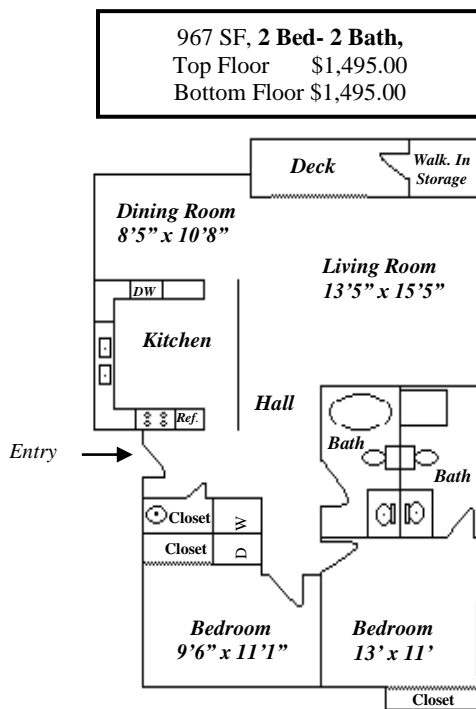 967 SF, 2 Bed- 2 Bath,
Top Floor $1,495.00
Bottom Floor $1,495.00
Deck
Walk. In
Storage
Dining Room
8’5” x 10’8”
Living Room
13’5” x 15’5”
DW
Kitchen
Hall
Ref.
Entry
Bath
Bath
Closet
W
Closet
D
Bedroom
9’6” x 11’1”
Bedroom
13’ x 11’
Closet